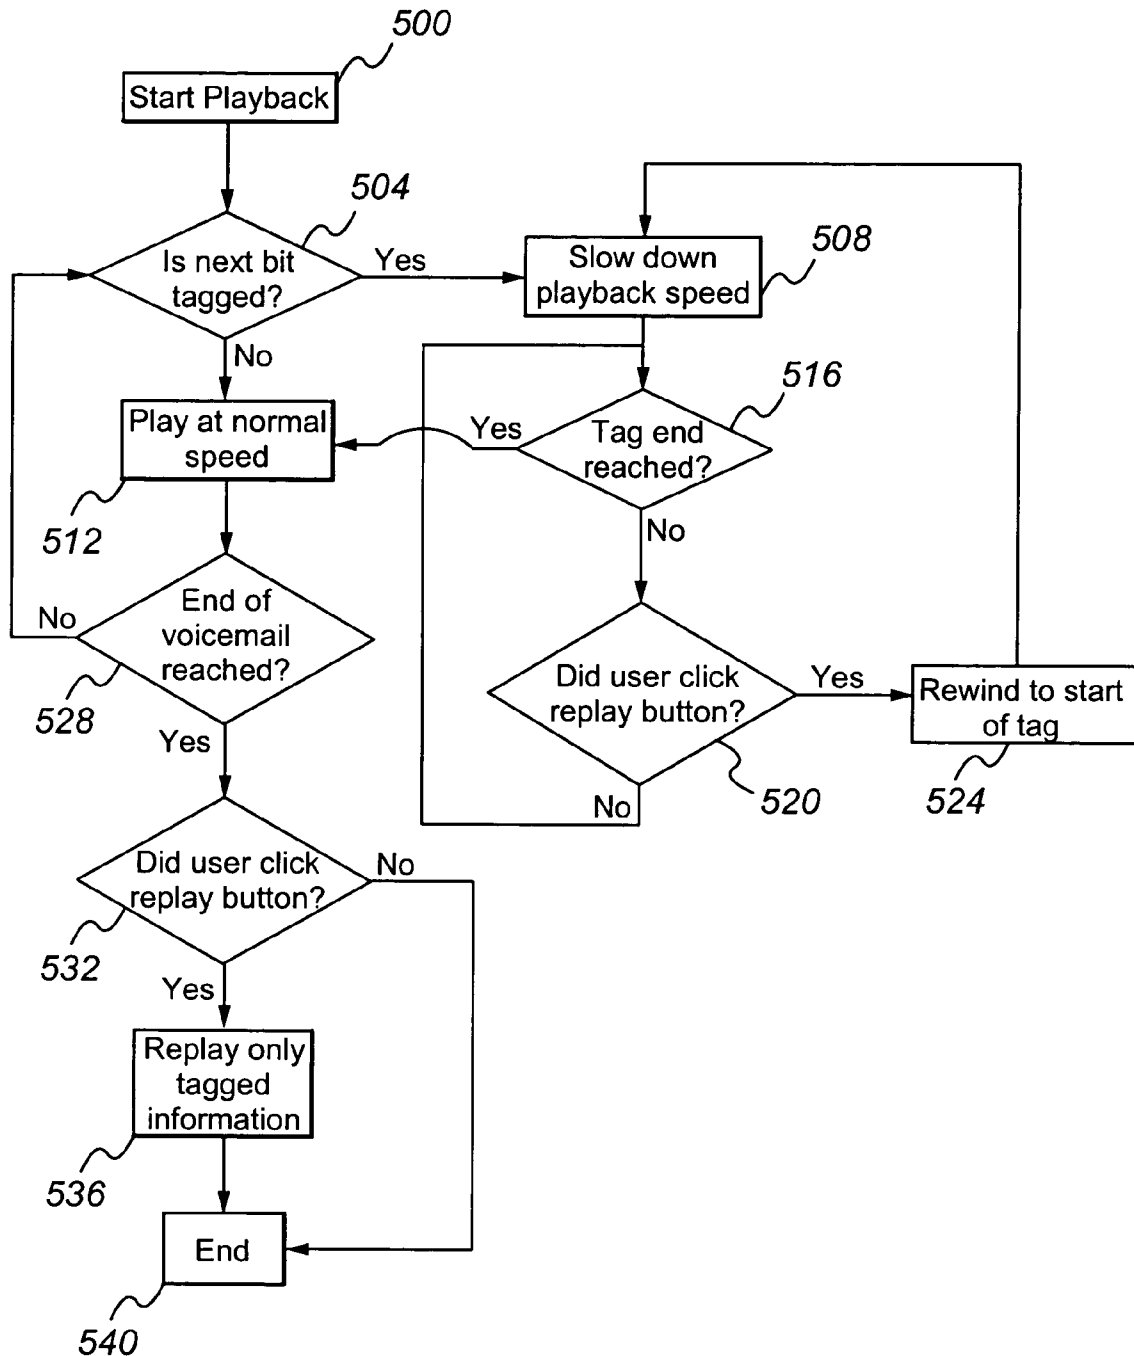 500
Start Playback
504
Is next bit
tagged?
Yes
No
508
Slow down
playback speed
516
Tag end
reached?
Yes
No
Play at normal
speed
512
End of
voicemail
reached?
No
528
Yes
Did user click
replay button?
Yes
520
No
Rewind to start
of tag
524
Did user click
replay button?
No
532
Yes
Replay only
tagged
information
536
End
540